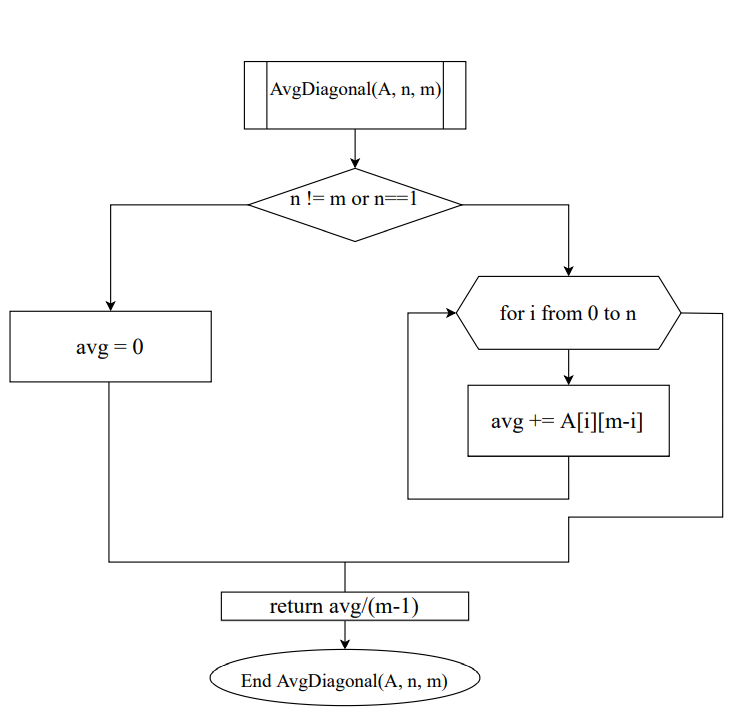 AvgDiagonal(A, n, m)
n != m or n==1
for i from 0 to n
avg = 0
avg += A[i][m-i]
return avg/(m-1)
End AvgDiagonal(A, n, m)